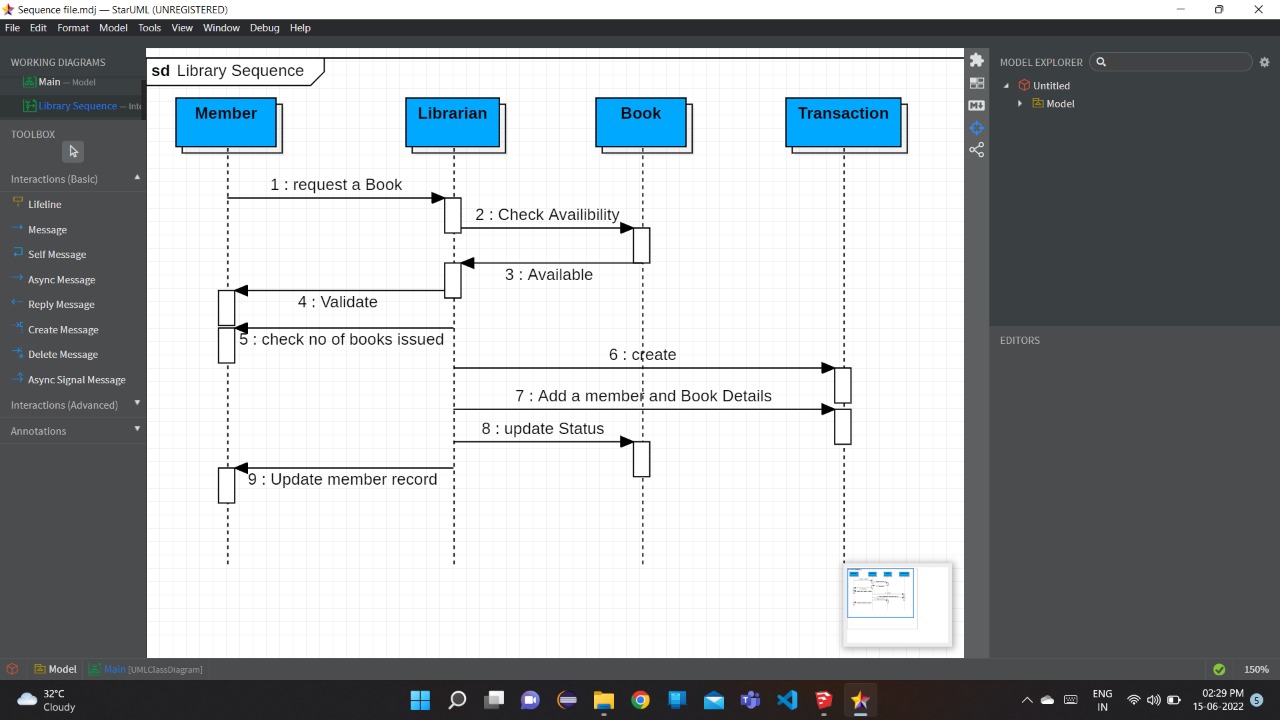 Sequence file.mdj — StarUML (UNREGISTERED)
File Edit Format Model Tools View Window Debug Help
WORKING DIAGRAMS
Main — Model
Library Sequence — Inte
TOOLBOX
Interactions (Basic)
Lifeline
Message
Self Message
Async Message
Reply Message
Create Message
Delete Message
Async Signal Message
Interactions (Advanced)
Annotations
sd Library Sequence
Member Librarian Book Transaction
1 : request a Book
2 : Check Availibility
3 : Available
4 : Validate
5 : check no of books issued
6 : create
7 : Add a member and Book Details
8 : update Status
9 : Update member record
MODEL EXPLORER
Untitled
Model
EDITORS
Model Main [UMLClassDiagram]
150%
32°C
Cloudy
ENG
IN
02:29 PM
15-06-2022
5